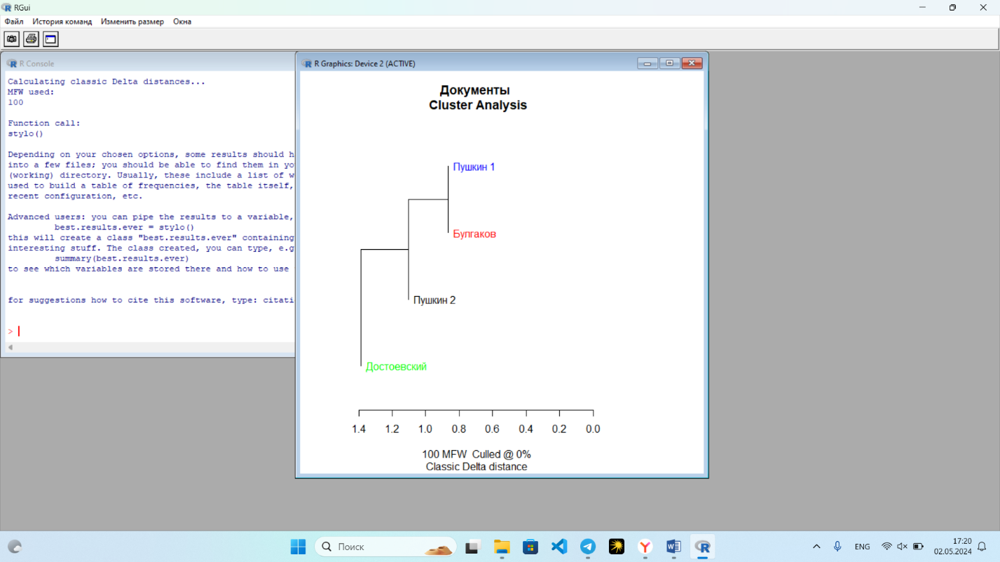 RGui
Файл История команд Изменить размер Окна
R Console
Calculating classic Delta distances...
MFW used:
100
Function call:
stylo()
Depending on your chosen options, some results should h
into a few files; you should be able to find them in yo
(working) directory. Usually, these include a list of w
used to build a table of frequencies, the table itself,
recent configuration, etc.
Advanced users: you can pipe the results to a variable,
best.results.ever = stylo()
this will create a class "best.results.ever" containing
interesting stuff. The class created, you can type, e.g
summary(best.results.ever)
to see which variables are stored there and how to use
for suggestions how to cite this software, type: citati
>
R Graphics: Device 2 (ACTIVE)
Документы
Cluster Analysis
Пушкин 1
Булгаков
Пушкин 2
Достоевский
1.4 1.2 1.0 0.8 0.6 0.4 0.2 0.0
100 MFW Culled @ 0%
Classic Delta distance
Поиск
ENG
17:20
02.05.2024